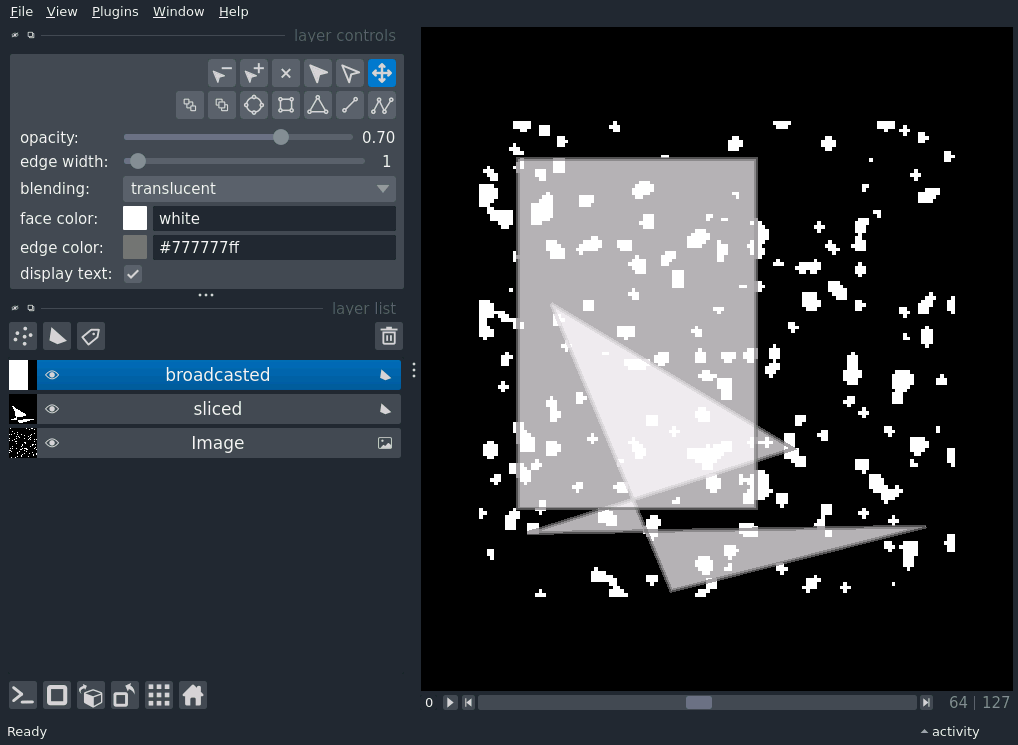 File View Plugins Window Help
layer controls
opacity: 0.70
edge width: 1
blending: translucent
face color: white
edge color: #777777ff
display text:
layer list
broadcasted
sliced
Image
0 64 | 127
Ready activity